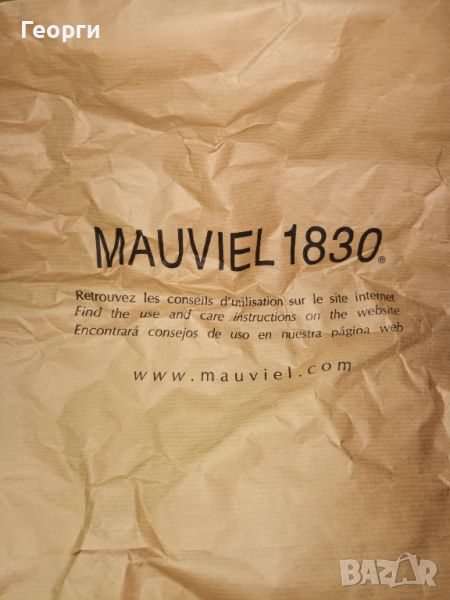 Георги
MAUVIEL 1830®
Retrouvez les conseils d'utilisation sur le site internet
Find the use and care instructions on the website
Encontrará consejos de uso en nuestra página web
www.mauviel.com
BAZAR